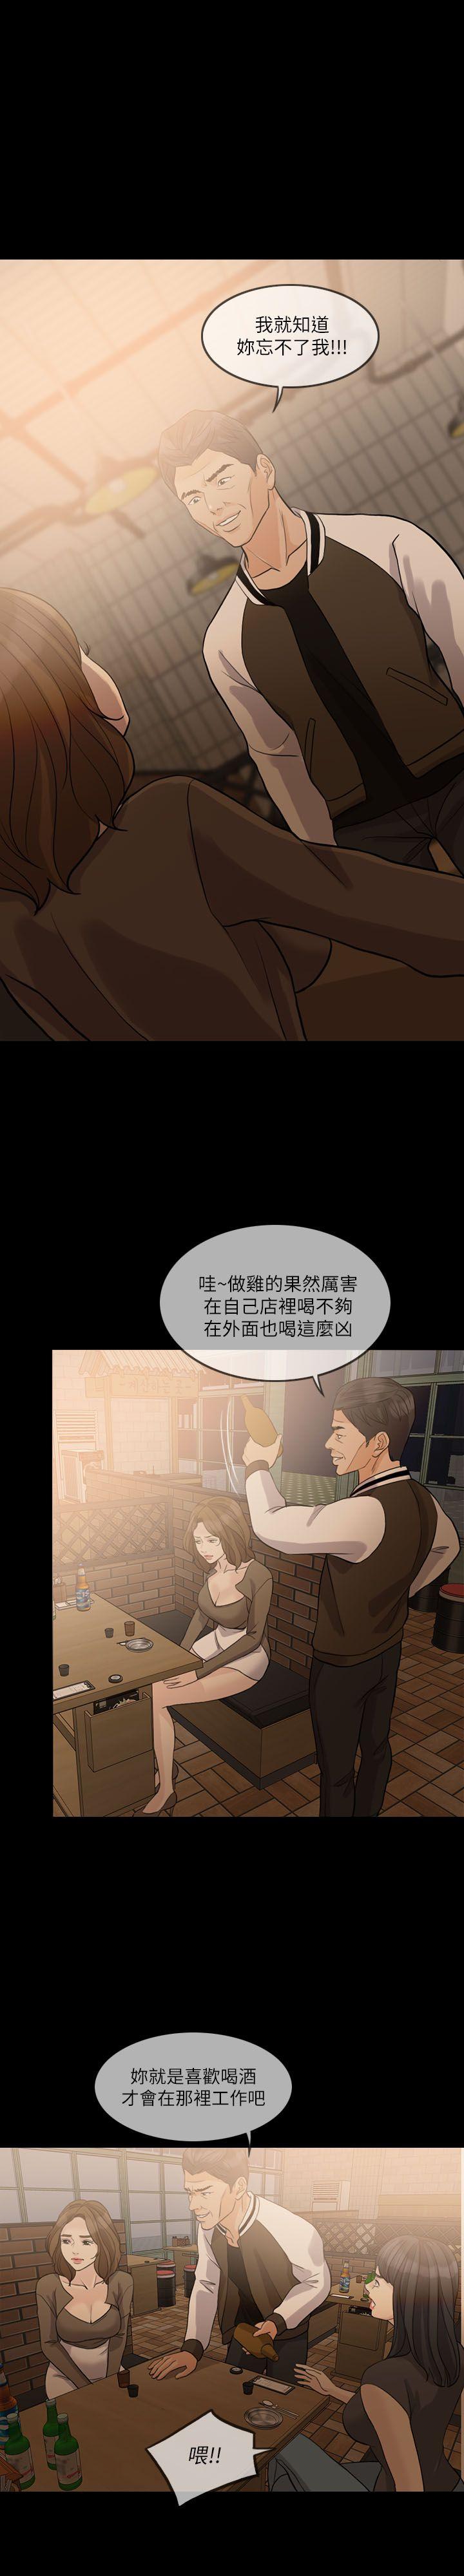 我就知道
妳忘不了我!!!
哇~做雞的果然厲害
在自己店裡喝不夠
在外面也喝這麼凶
妳就是喜歡喝酒
才會在那裡工作吧
喂!!